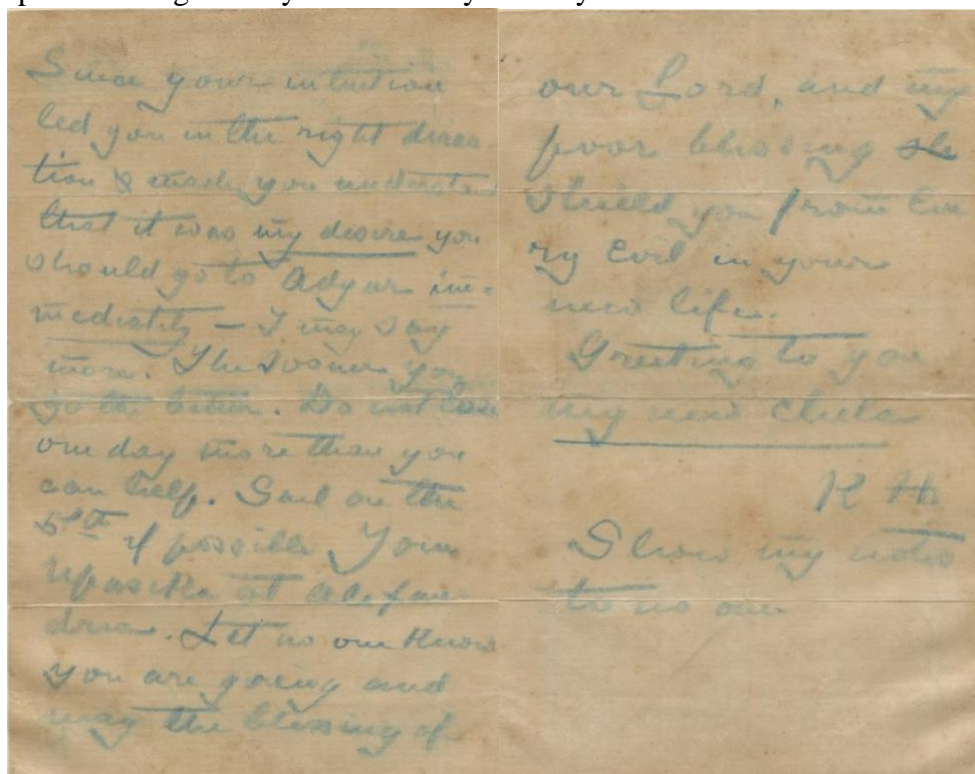 Since your intuition
led you in the right direc-
tion & made you understand
that it was my desire you
should go to Adyar im-
mediately — I may say
more. The sooner you
go the better. Do not lose
one day more than you
can help. Sail on the
5th if possible. Join
Upasika at Alexan-
dria. Let no one know
you are going and
may the blessing of
our Lord, and my
poor blessing sh
shield you from eve
ry evil in your
new life.
Greeting to you
my new chela
K H
Show my notes
to no one.